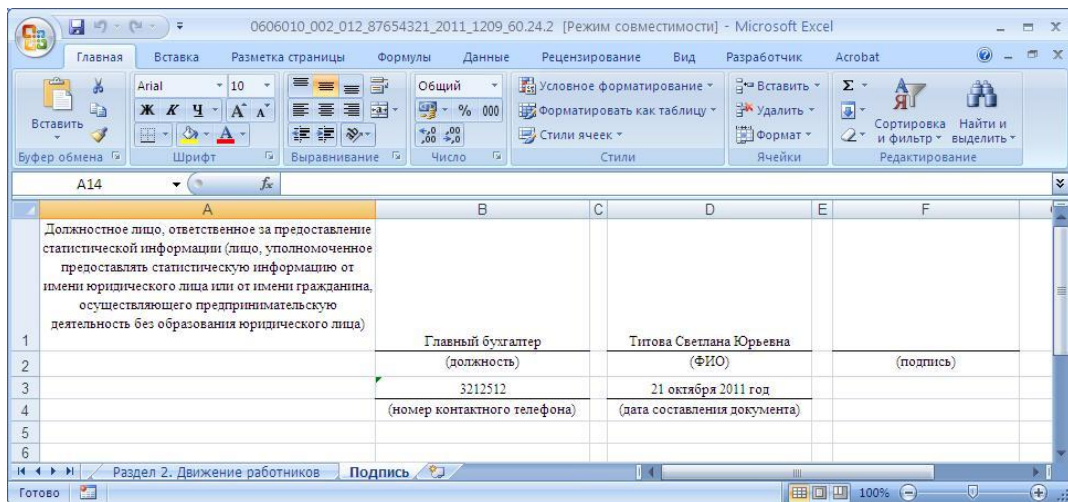 0606010_002_012_87654321_2011_1209_60.24.2 [Режим совместимости] - Microsoft Excel
Главная Вставка Разметка страницы Формулы Данные Рецензирование Вид Разработчик Acrobat
Вставить
Буфер обмена
Arial 10
Ж К Ч A A
A
Шрифт
Выравнивание
Общий
% 000
,0 ,00
,00 ,0
Число
Условное форматирование
Форматировать как таблицу
Стили ячеек
Стили
Вставить
Удалить
Формат
Ячейки
Σ
А
Я
Сортировка и фильтр
Найти и выделить
Редактирование
A14 fx
A B C D E F
Должностное лицо, ответственное за предоставление
статистической информации (лицо, уполномоченное
предоставлять статистическую информацию от
имени юридического лица или от имени гражданина,
осуществляющего предпринимательскую
деятельность без образования юридического лица)
1 Главный бухгалтер Титова Светлана Юрьевна
2 (должность) (ФИО) (подпись)
3 3212512 21 октября 2011 год
4 (номер контактного телефона) (дата составления документа)
5
6
Раздел 2. Движение работников Подпись
Готово 100%